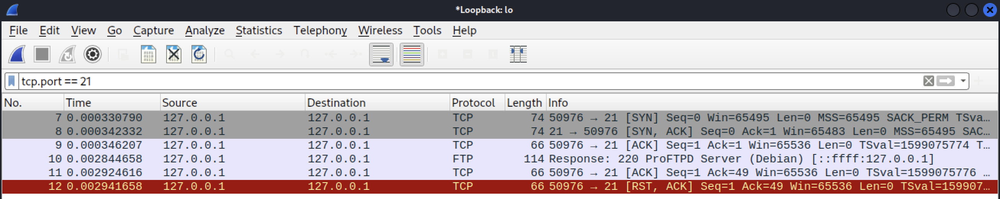 *Loopback: lo
File Edit View Go Capture Analyze Statistics Telephony Wireless Tools Help
tcp.port == 21
No. Time Source Destination Protocol Length Info
7 0.000330790 127.0.0.1 127.0.0.1 TCP 74 50976 → 21 [SYN] Seq=0 Win=65495 Len=0 MSS=65495 SACK_PERM TSva…
8 0.000342332 127.0.0.1 127.0.0.1 TCP 74 21 → 50976 [SYN, ACK] Seq=0 Ack=1 Win=65483 Len=0 MSS=65495 SAC…
9 0.000346207 127.0.0.1 127.0.0.1 TCP 66 50976 → 21 [ACK] Seq=1 Ack=1 Win=65536 Len=0 TSval=1599075774 T…
10 0.002844658 127.0.0.1 127.0.0.1 FTP 114 Response: 220 ProFTPD Server (Debian) [::ffff:127.0.0.1]
11 0.002924616 127.0.0.1 127.0.0.1 TCP 66 50976 → 21 [ACK] Seq=1 Ack=49 Win=65536 Len=0 TSval=1599075776 …
12 0.002941658 127.0.0.1 127.0.0.1 TCP 66 50976 → 21 [RST, ACK] Seq=1 Ack=49 Win=65536 Len=0 TSval=159907…